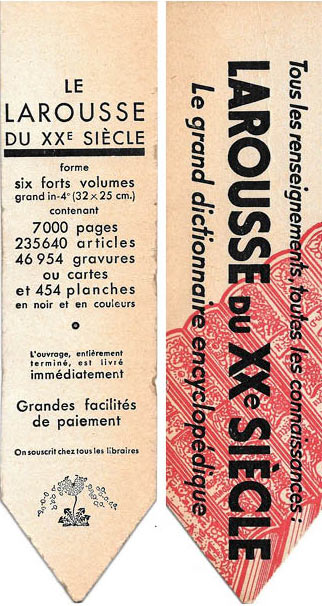 LE
LAROUSSE
DU XXE SIÈCLE
forme
six forts volumes
grand in-4° (32×25 cm.)
contenant
7000 pages
235640 articles
46954 gravures
ou cartes
et 454 planches
en noir et en couleurs
L'ouvrage, entièrement
terminé, est livré
immédiatement
Grandes facilités
de paiement
On souscrit chez tous les libraires
Tous les renseignements, toutes les connaissances :
LAROUSSE DU XXe SIÈCLE
Le grand dictionnaire encyclopédique